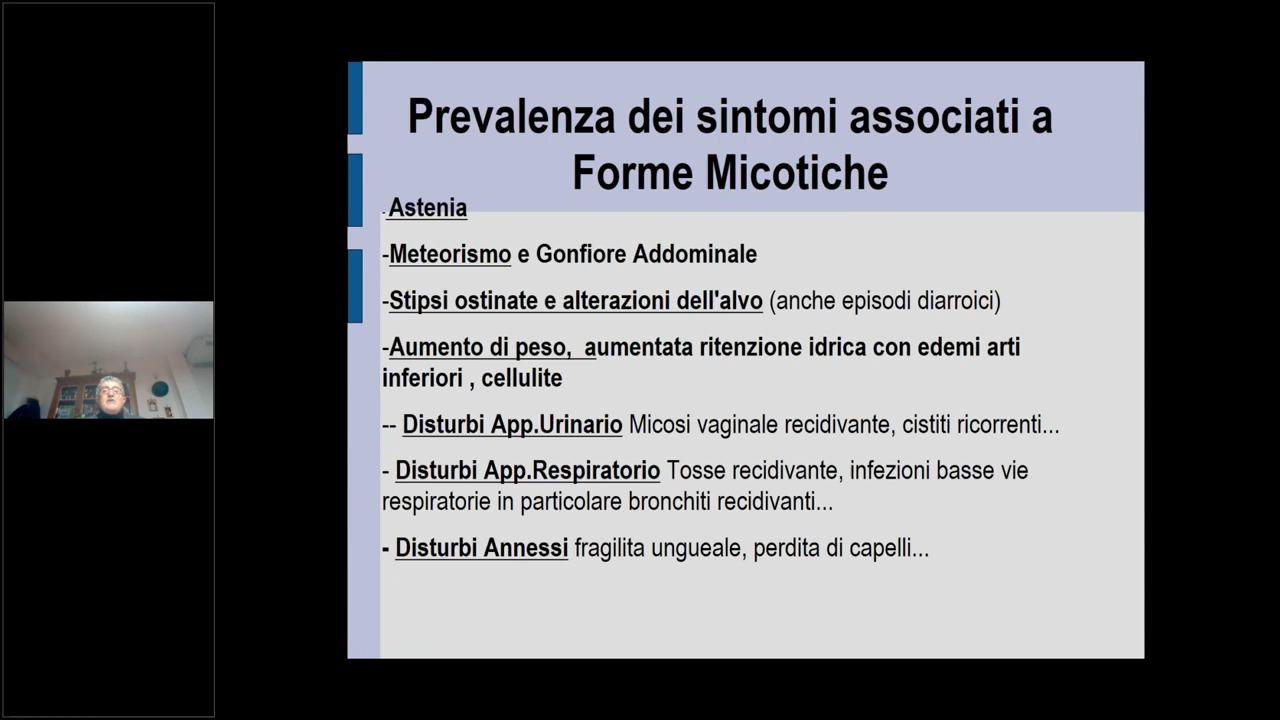 Prevalenza dei sintomi associati a
Forme Micotiche
- Astenia
-Meteorismo e Gonfiore Addominale
-Stipsi ostinate e alterazioni dell'alvo (anche episodi diarroici)
-Aumento di peso, aumentata ritenzione idrica con edemi arti
inferiori , cellulite
-- Disturbi App.Urinario Micosi vaginale recidivante, cistiti ricorrenti...
- Disturbi App.Respiratorio Tosse recidivante, infezioni basse vie
respiratorie in particolare bronchiti recidivanti...
- Disturbi Annessi fragilita ungueale, perdita di capelli...